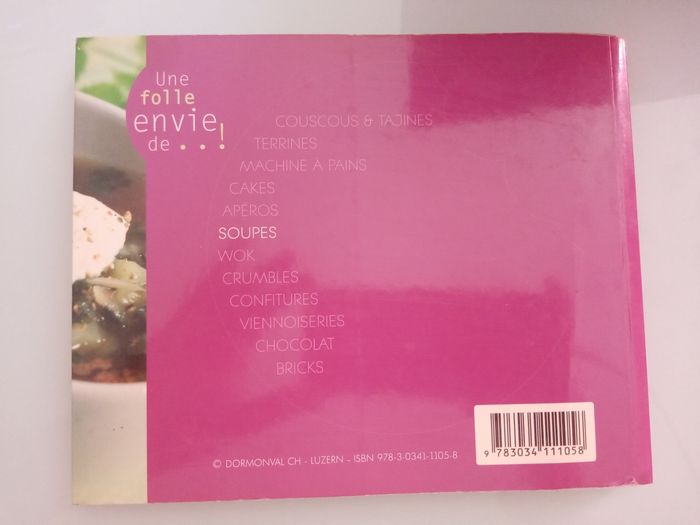 Une
folle
envie
de...!
COUSCOUS & TAJINES
TERRINES
MACHINE À PAINS
CAKES
APÉROS
SOUPES
WOK
CRUMBLES
CONFITURES
VIENNOISERIES
CHOCOLAT
BRICKS
© DORMONVAL CH - LUZERN – ISBN 978-3-0341-1105-8
9 783034 111058